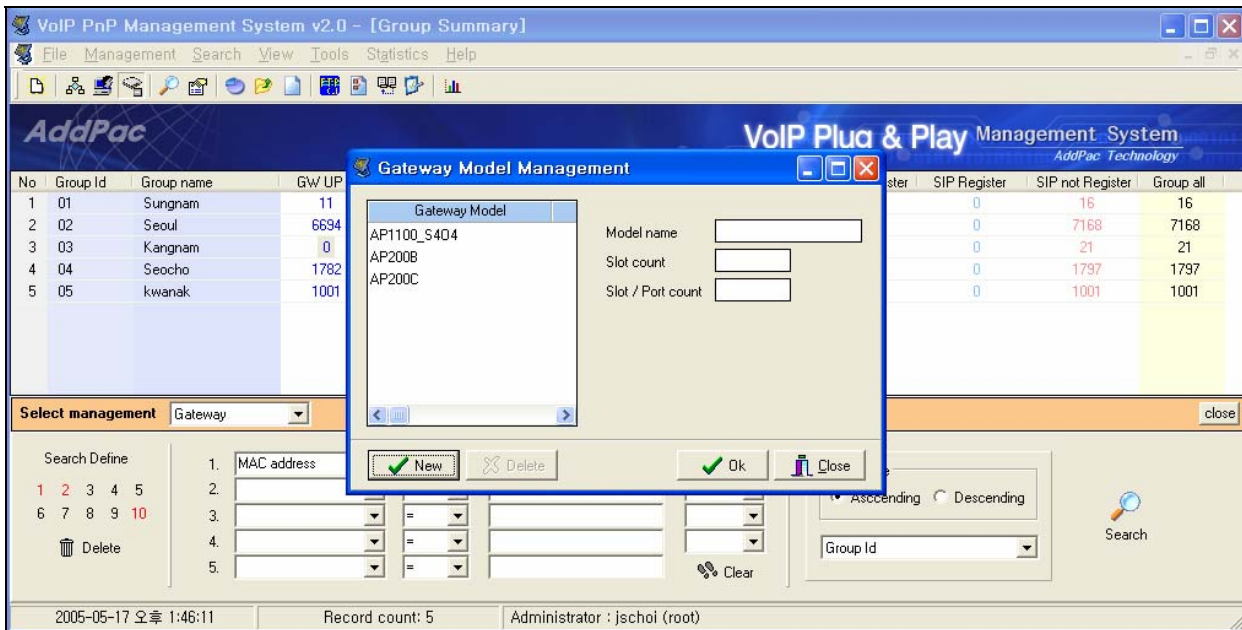 VoIP PnP Management System v2.0 - [Group Summary]
File Management Search View Tools Statistics Help
AddPac
VoIP Plug & Play Management System
AddPac Technology
No Group Id Group name GW UP ster SIP Register SIP not Register Group all
1 01 Sungnam 11 0 16 16
2 02 Seoul 6694 0 7168 7168
3 03 Kangnam 0 0 21 21
4 04 Seocho 1782 0 1797 1797
5 05 kwanak 1001 0 1001 1001
Gateway Model Management
Gateway Model
AP1100_S4O4
AP200B
AP200C
Model name
Slot count
Slot / Port count
New Delete Ok Close
Select management Gateway close
Search Define
1 2 3 4 5
6 7 8 9 10
Delete
1. MAC address
2.
3. =
4. =
5. =
Clear
Asccending Descending
Group Id
Search
2005-05-17 오후 1:46:11 Record count: 5 Administrator : jschoi (root)